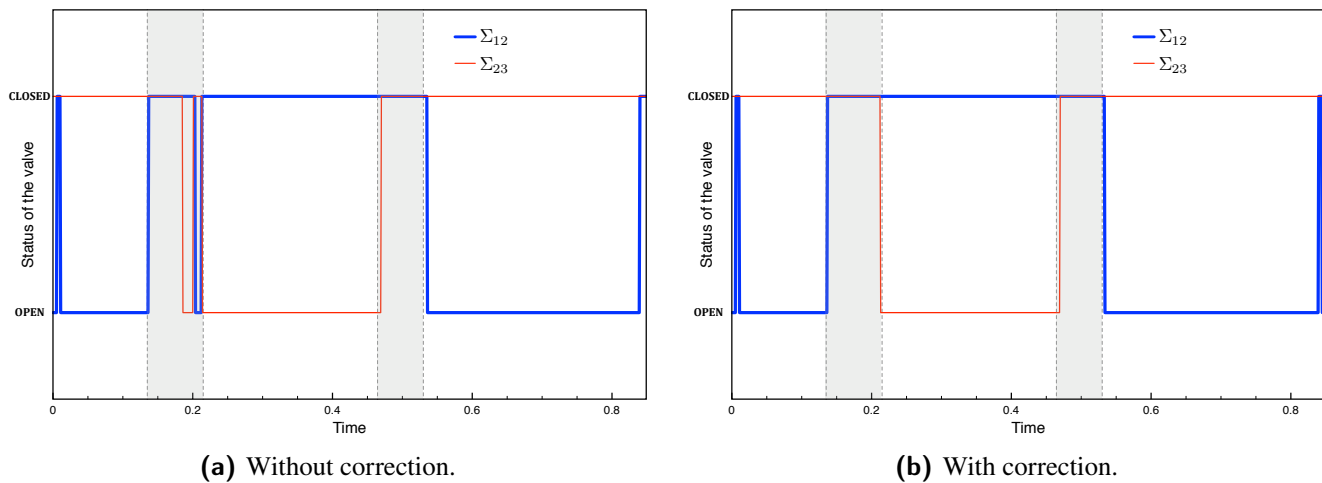 Σ12
Σ23
CLOSED
Status of the valve
OPEN
0 0.2 0.4 0.6 0.8
Time
(a) Without correction.
Σ12
Σ23
CLOSED
Status of the valve
OPEN
0 0.2 0.4 0.6 0.8
Time
(b) With correction.